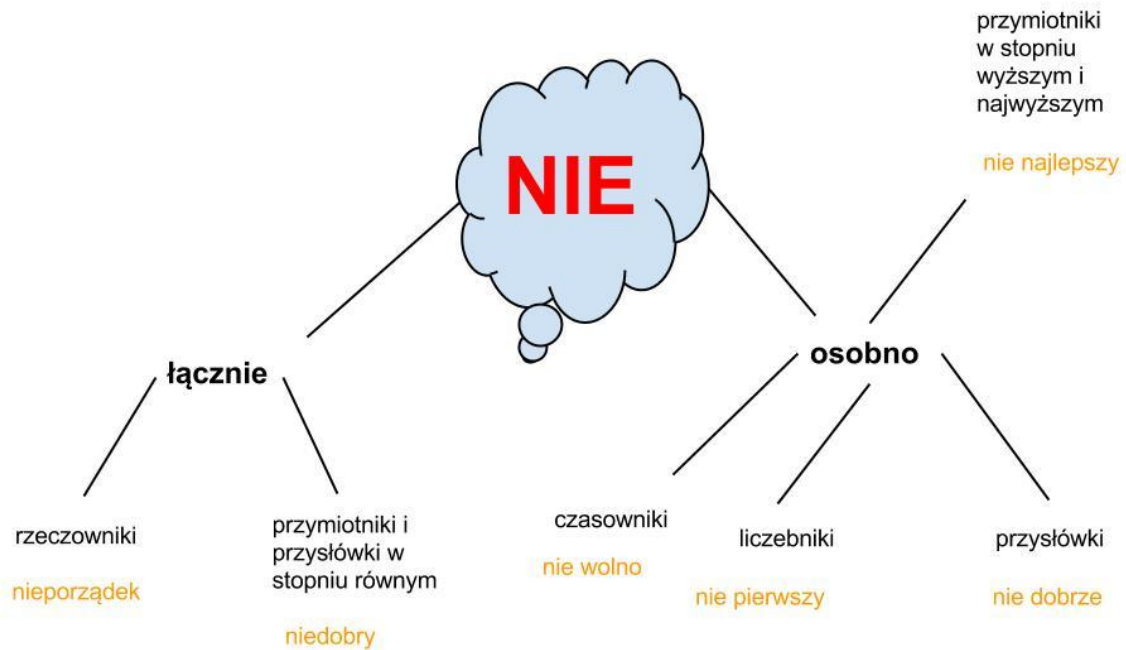 przymiotniki
w stopniu
wyższym i
najwyższym
nie najlepszy
NIE
łącznie
osobno
rzeczowniki
nieporządek
przymiotniki i
przysłówki w
stopniu równym
niedobry
czasowniki
nie wolno
liczebniki
nie pierwszy
przysłówki
nie dobrze